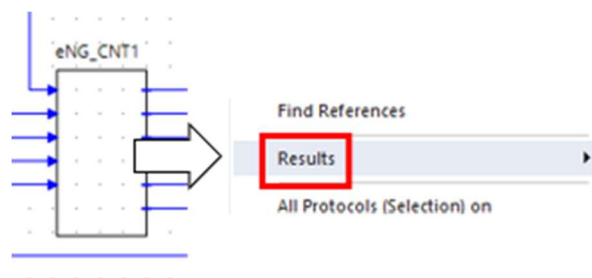 eNG_CNT1
Find References
Results
All Protocols (Selection) on